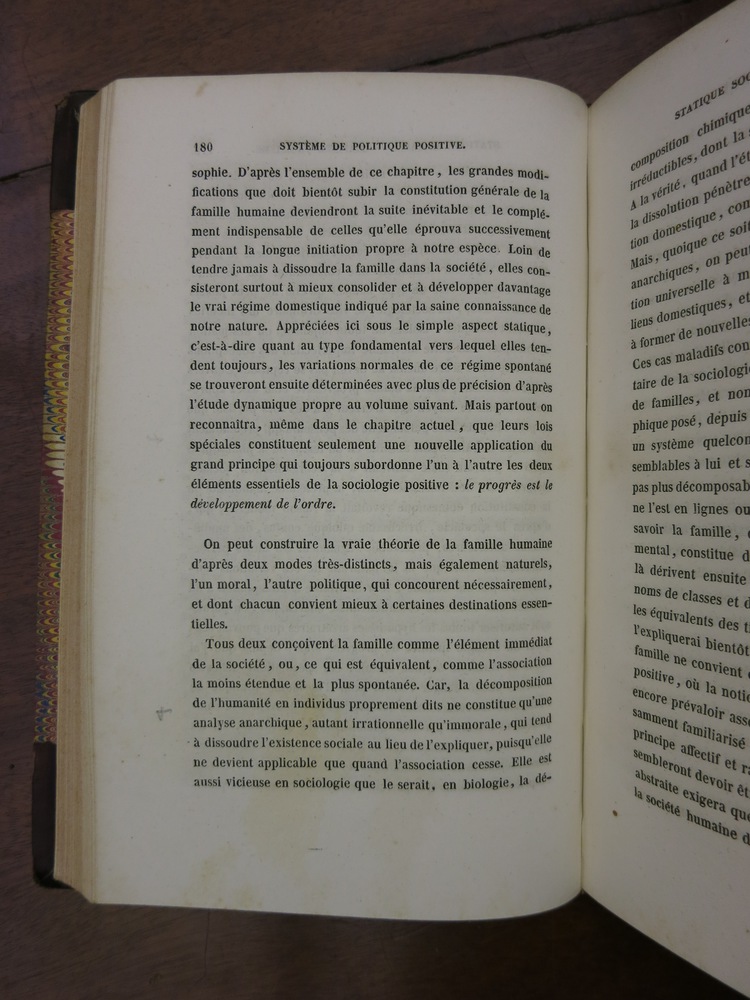 180 SYSTÈME DE POLITIQUE POSITIVE.
sophie. D'après l'ensemble de ce chapitre, les grandes modi-
fications que doit bientôt subir la constitution générale de la
famille humaine deviendront la suite inévitable et le complé-
ment indispensable de celles qu'elle éprouva successivement
pendant la longue initiation propre à notre espèce. Loin de
tendre jamais à dissoudre la famille dans la société, elles con-
sisteront surtout à mieux consolider et à développer davantage
le vrai régime domestique indiqué par la saine connaissance de
notre nature. Appréciées ici sous le simple aspect statique,
c'est-à-dire quant au type fondamental vers lequel elles ten-
dent toujours, les variations normales de ce régime spontané
se trouveront ensuite déterminées avec plus de précision d'après
l'étude dynamique propre au volume suivant. Mais partout on
reconnaîtra, même dans le chapitre actuel, que leurs lois
spéciales constituent seulement une nouvelle application du
grand principe qui toujours subordonne l'un à l'autre les deux
éléments essentiels de la sociologie positive : le progrès est le
développement de l'ordre.
On peut construire la vraie théorie de la famille humaine
d'après deux modes très-distincts, mais également naturels,
l'un moral, l'autre politique, qui concourent nécessairement,
et dont chacun convient mieux à certaines destinations essen-
tielles.
Tous deux conçoivent la famille comme l'élément immédiat
de la société, ou, ce qui est équivalent, comme l'association
la moins étendue et la plus spontanée. Car, la décomposition
de l'humanité en individus proprement dits ne constitue qu'une
analyse anarchique, autant irrationnelle qu'immorale, qui tend
à dissoudre l'existence sociale au lieu de l'expliquer, puisqu'elle
ne devient applicable que quand l'association cesse. Elle est
aussi vicieuse en sociologie que le serait, en biologie, la dé-
STATIQUE
composition chimique
irréductibles, dont la
A la vérité, quand l'é
la dissolution pénètre
tion domestique, con
Mais, quoique ce soit
anarchiques, on peut
tion universelle à m
liens domestiques, et
à former de nouvelles
Ces cas maladifs con
taire de la sociologi
de familles, et non
phique posé, depuis
un système quelcon
semblables à lui et s
pas plus décomposab
ne l'est en lignes ou
savoir la famille,
mental, constitue d
là dérivent ensuite
noms de classes et d
les équivalents des t
l'expliquerai bientôt
famille ne convient
positive, où la notio
encore prévaloir ass
samment familiarisé
principe affectif et r
sembleront devoir êt
abstraite exigera que
la société humaine d